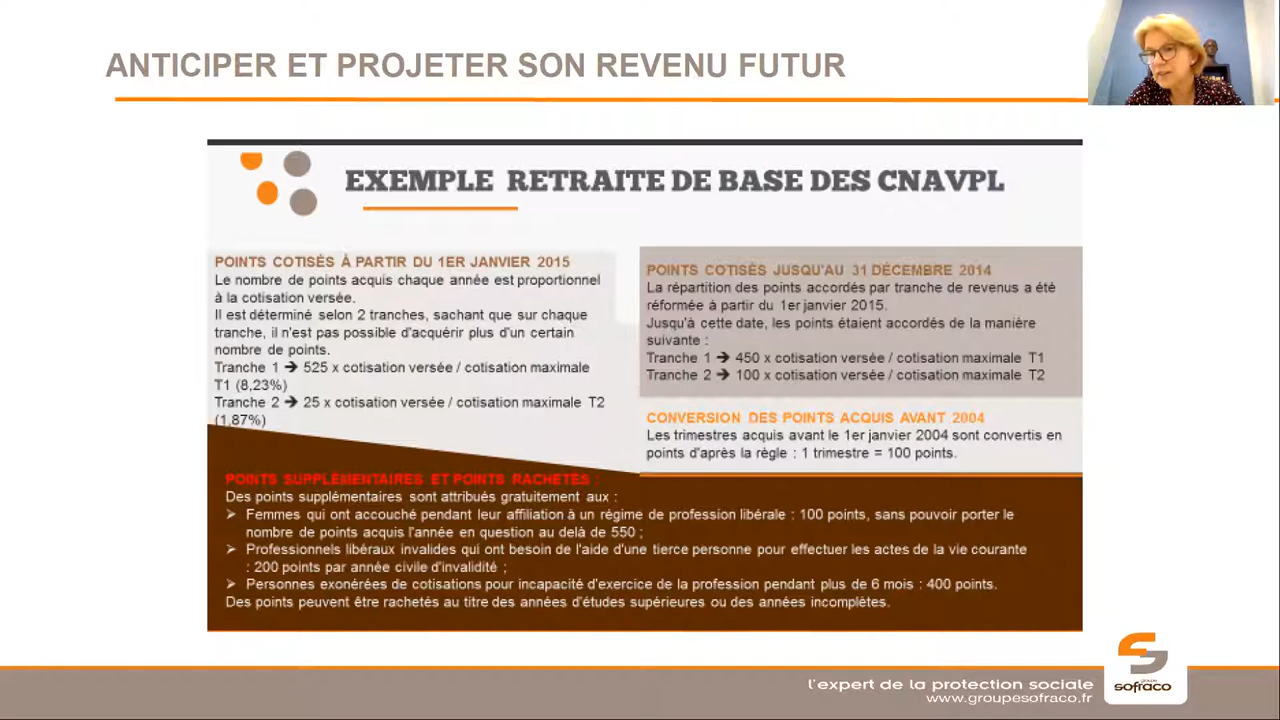 ANTICIPER ET PROJETER SON REVENU FUTUR
EXEMPLE RETRAITE DE BASE DES CNAVPL
POINTS COTISÉS À PARTIR DU 1ER JANVIER 2015
Le nombre de points acquis chaque année est proportionnel
à la cotisation versée.
Il est déterminé selon 2 tranches, sachant que sur chaque
tranche, il n'est pas possible d'acquérir plus d'un certain
nombre de points.
Tranche 1 ➔ 525 x cotisation versée / cotisation maximale
T1 (8,23%)
Tranche 2 ➔ 25 x cotisation versée / cotisation maximale T2
(1,87%)
POINTS COTISÉS JUSQU'AU 31 DÉCEMBRE 2014
La répartition des points accordés par tranche de revenus a été
réformée à partir du 1er janvier 2015.
Jusqu'à cette date, les points étaient accordés de la manière
suivante :
Tranche 1 ➔ 450 x cotisation versée / cotisation maximale T1
Tranche 2 ➔ 100 x cotisation versée / cotisation maximale T2
CONVERSION DES POINTS ACQUIS AVANT 2004
Les trimestres acquis avant le 1er janvier 2004 sont convertis en
points d'après la règle : 1 trimestre = 100 points.
POINTS SUPPLÉMENTAIRES ET POINTS RACHETÉS :
Des points supplémentaires sont attribués gratuitement aux :
➢ Femmes qui ont accouché pendant leur affiliation à un régime de profession libérale : 100 points, sans pouvoir porter le
nombre de points acquis l'année en question au delà de 550 ;
➢ Professionnels libéraux invalides qui ont besoin de l'aide d'une tierce personne pour effectuer les actes de la vie courante
: 200 points par année civile d'invalidité ;
➢ Personnes exonérées de cotisations pour incapacité d'exercice de la profession pendant plus de 6 mois : 400 points.
Des points peuvent être rachetés au titre des années d'études supérieures ou des années incomplètes.
l'expert de la protection sociale
www.groupesofraco.fr
groupe
sofraco